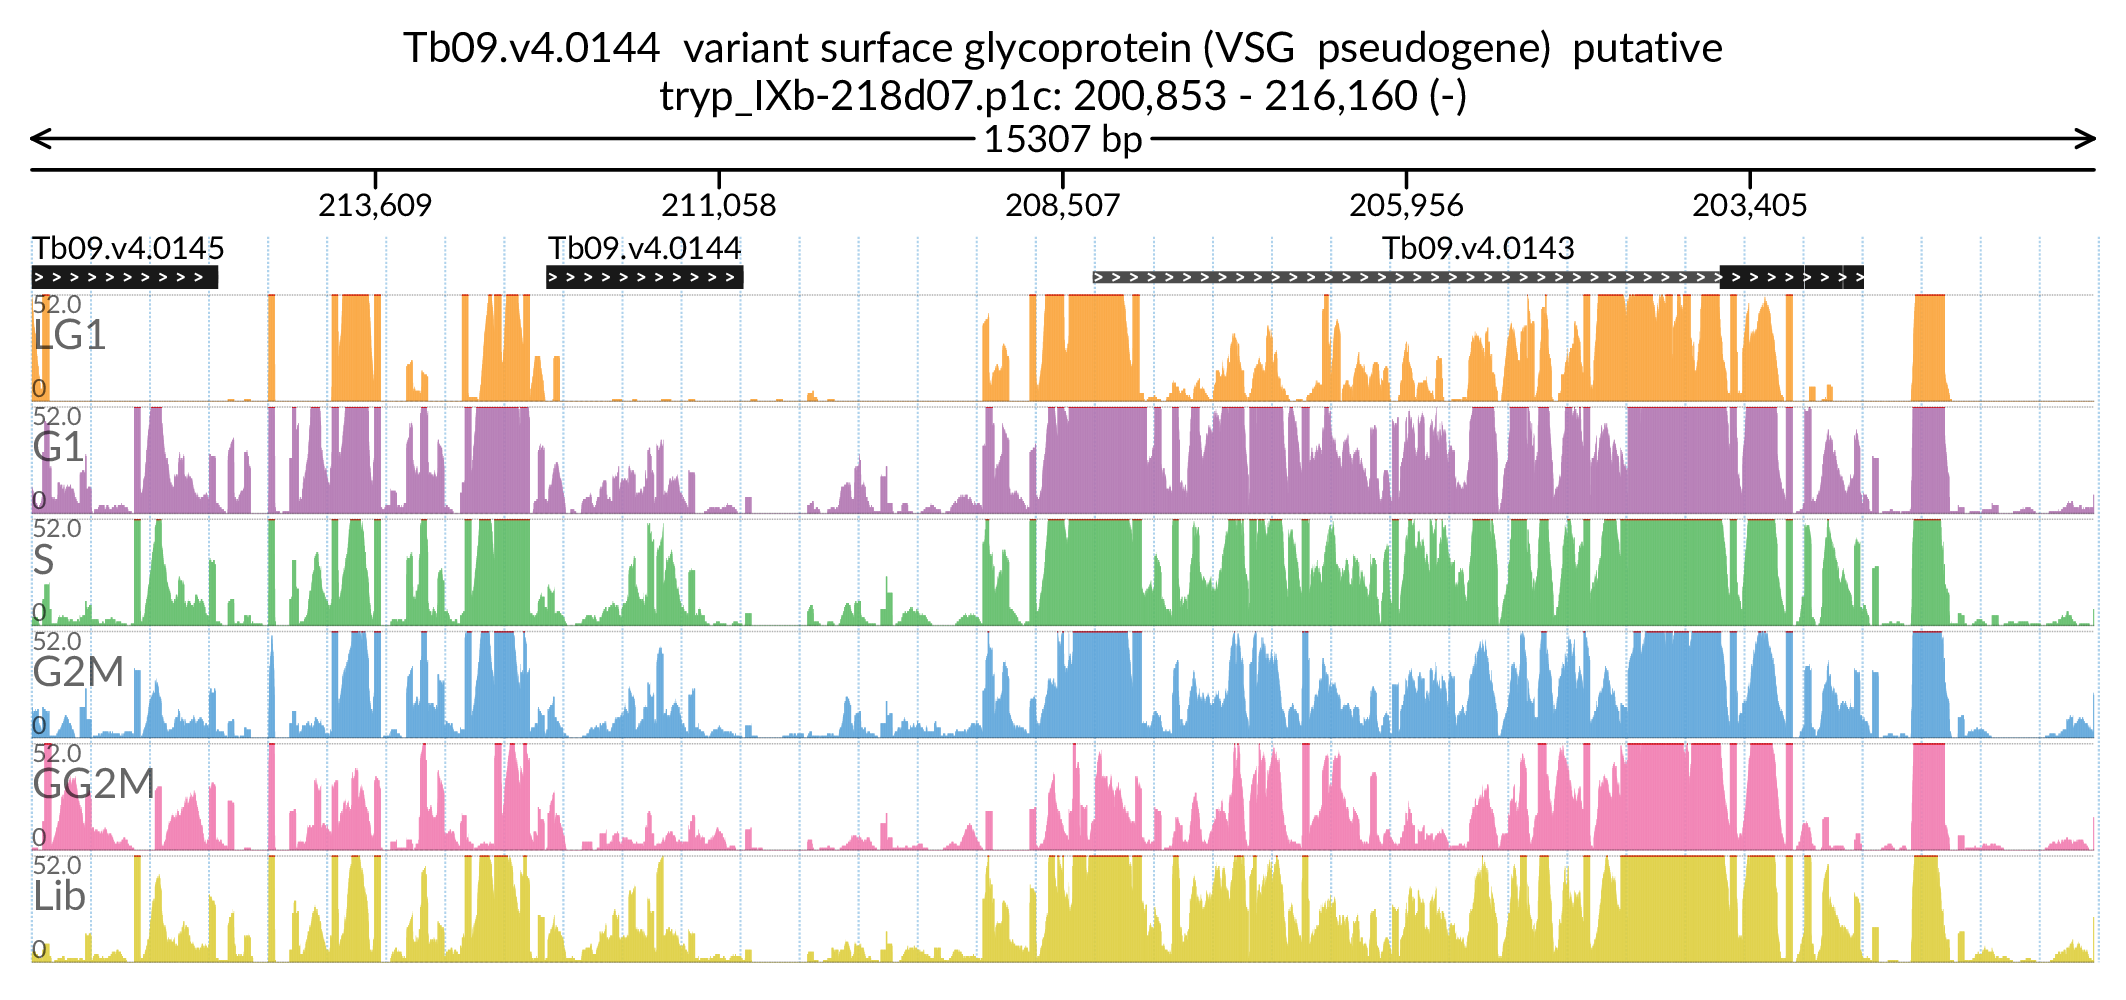 Tb09.v4.0144 variant surface glycoprotein (VSG pseudogene) putative
tryp_IXb-218d07.p1c: 200,853 - 216,160 (-)
15307 bp
213,609 211,058 208,507 205,956 203,405
Tb09.v4.0145 Tb09.v4.0144 Tb09.v4.0143
52.0
LG1
0
52.0
G1
0
52.0
S
0
52.0
G2M
0
52.0
GG2M
0
52.0
Lib
0